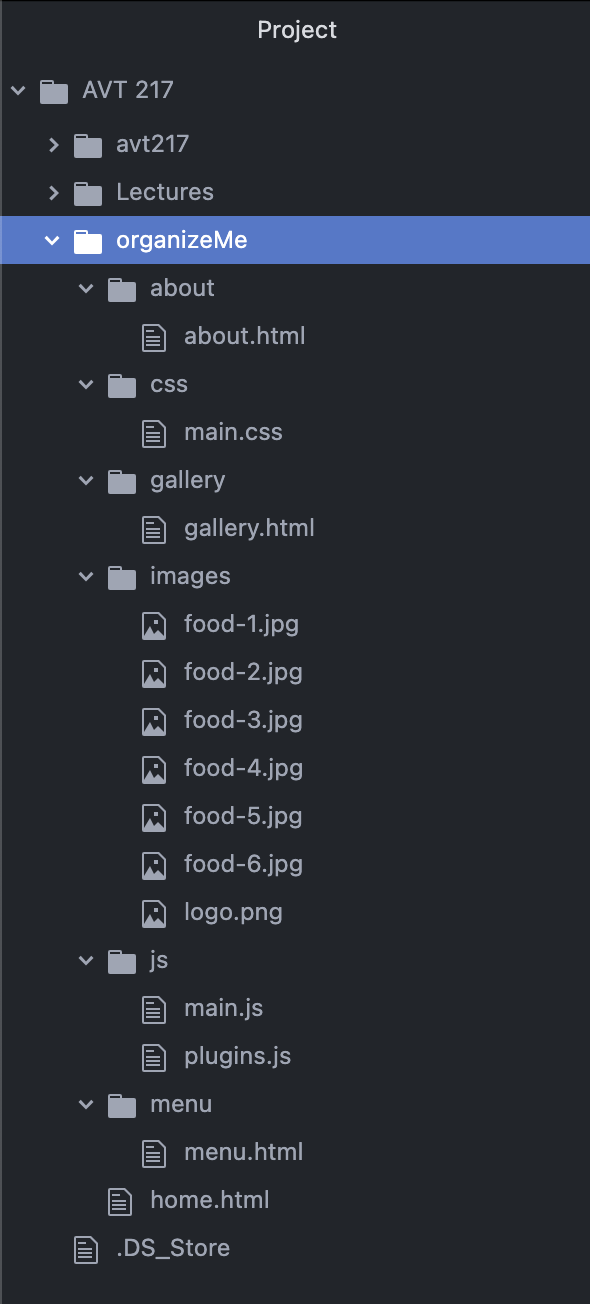 Project
AVT 217
avt217
Lectures
organizeMe
about
about.html
css
main.css
gallery
gallery.html
images
food-1.jpg
food-2.jpg
food-3.jpg
food-4.jpg
food-5.jpg
food-6.jpg
logo.png
js
main.js
plugins.js
menu
menu.html
home.html
.DS_Store